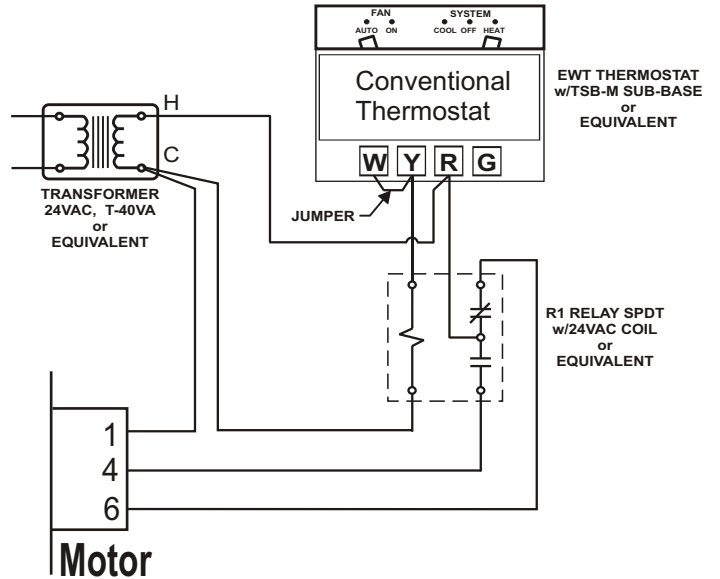 FAN SYSTEM
AUTO ON COOL OFF HEAT
Conventional
Thermostat
W Y R G
EWT THERMOSTAT
w/TSB-M SUB-BASE
or
EQUIVALENT
H
C
TRANSFORMER
24VAC, T-40VA
or
EQUIVALENT
JUMPER
R1 RELAY SPDT
w/24VAC COIL
or
EQUIVALENT
1
4
6
Motor